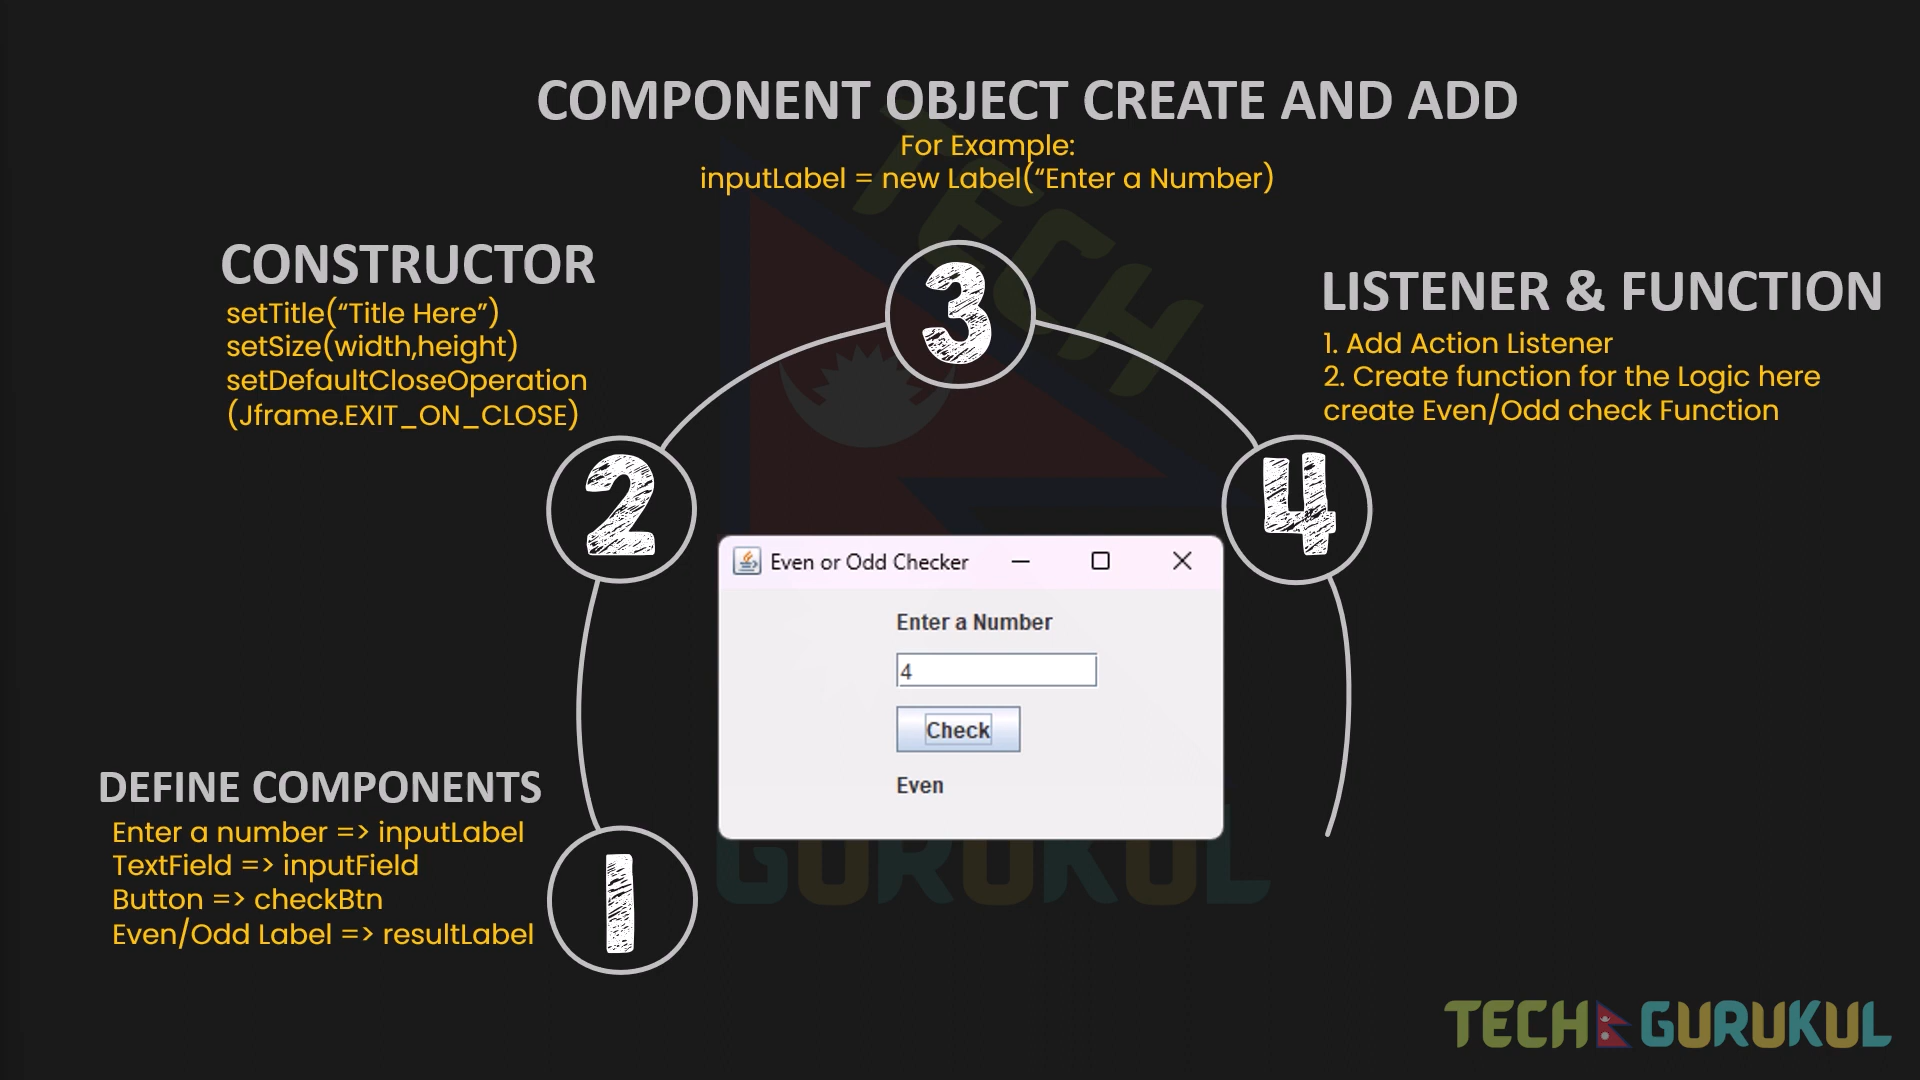 COMPONENT OBJECT CREATE AND ADD
For Example:
inputLabel = new Label(“Enter a Number)
CONSTRUCTOR
setTitle(“Title Here”)
setSize(width,height)
setDefaultCloseOperation
(Jframe.EXIT_ON_CLOSE)
LISTENER & FUNCTION
1. Add Action Listener
2. Create function for the Logic here
create Even/Odd check Function
3
2
4
TECH
Even or Odd Checker
Enter a Number
4
Check
Even
DEFINE COMPONENTS
Enter a number => inputLabel
TextField => inputField
Button => checkBtn
Even/Odd Label => resultLabel
1
GURUKUL
TECH GURUKUL